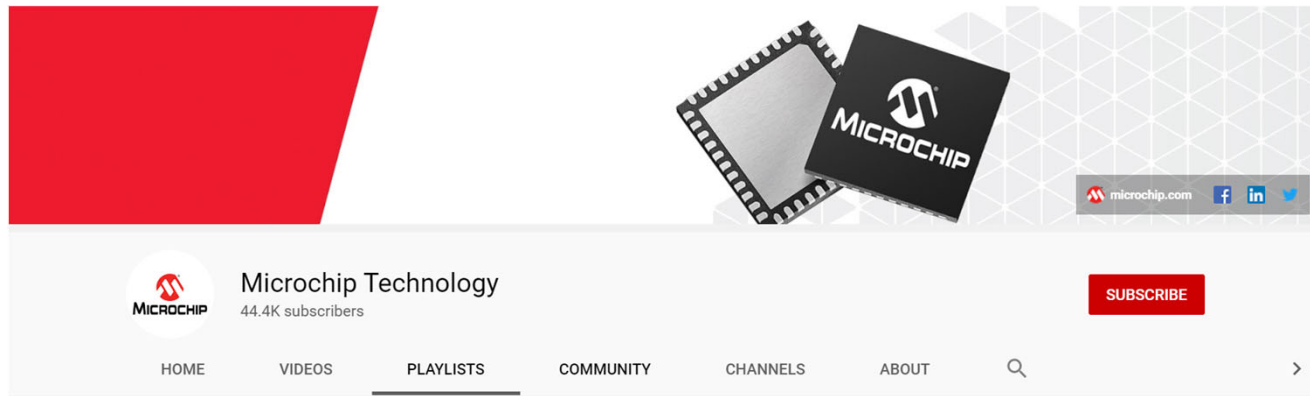 MICROCHIP
microchip.com
MICROCHIP
Microchip Technology
44.4K subscribers
SUBSCRIBE
HOME VIDEOS PLAYLISTS COMMUNITY CHANNELS ABOUT